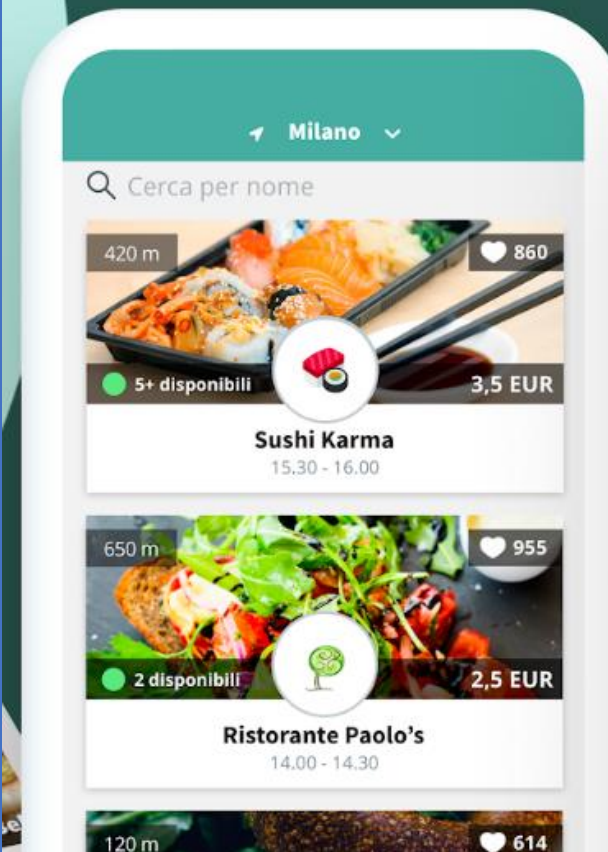 Milano
Cerca per nome
420 m
860
5+ disponibili
3,5 EUR
Sushi Karma
15.30 - 16.00
650 m
955
2 disponibili
2,5 EUR
Ristorante Paolo's
14.00 - 14.30
120 m
614